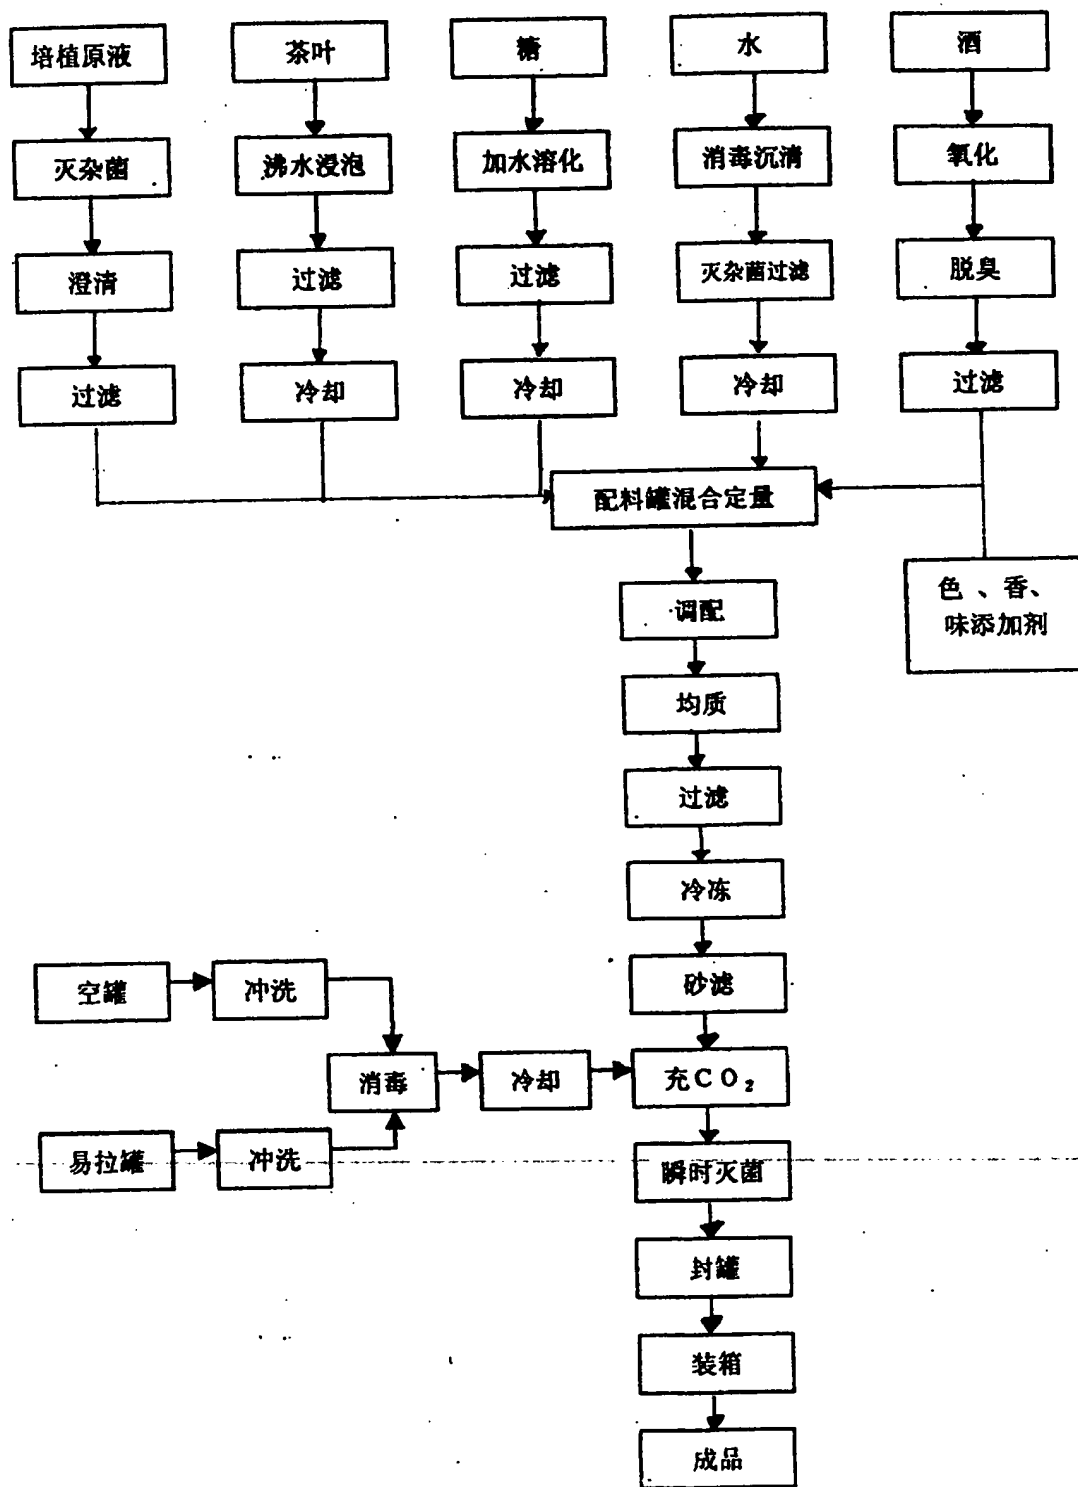 培植原液
茶叶
糖
水
酒
灭杂菌
沸水浸泡
加水溶化
消毒沉清
氧化
澄清
过滤
过滤
灭杂菌过滤
脱臭
过滤
冷却
冷却
冷却
过滤
配料罐混合定量
色、香、
味添加剂
调配
均质
过滤
冷冻
砂滤
空罐
冲洗
消毒
冷却
充CO₂
易拉罐
冲洗
瞬时灭菌
封罐
装箱
成品